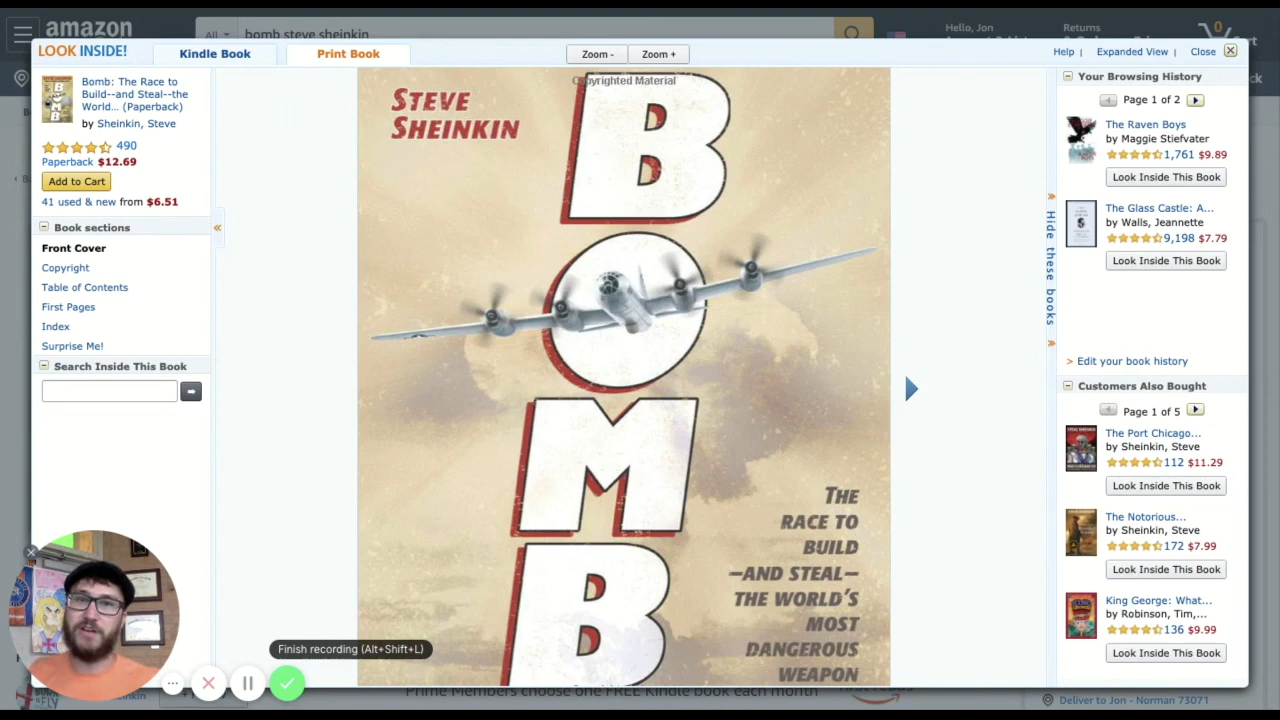 amazon
All
bomb steve sheinkin
Hello, Jon
Returns
0
LOOK INSIDE!
Kindle Book
Print Book
Zoom -
Zoom +
Help |
Expanded View |
Close
Bomb: The Race to
Build--and Steal--the
World... (Paperback)
by Sheinkin, Steve
490
Paperback $12.69
Add to Cart
41 used & new from $6.51
Book sections
Front Cover
Copyright
Table of Contents
First Pages
Index
Surprise Me!
Search Inside This Book
Copyrighted Material
STEVE
SHEINKIN
BOMB
THE
RACE TO
BUILD
—AND STEAL—
THE WORLD'S
MOST
DANGEROUS
WEAPON
« Hide these books »
Your Browsing History
Page 1 of 2
The Raven Boys
by Maggie Stiefvater
1,761 $9.89
Look Inside This Book
The Glass Castle: A...
by Walls, Jeannette
9,198 $7.79
Look Inside This Book
> Edit your book history
Customers Also Bought
Page 1 of 5
The Port Chicago...
by Sheinkin, Steve
112 $11.29
Look Inside This Book
The Notorious...
by Sheinkin, Steve
172 $7.99
Look Inside This Book
King George: What...
by Robinson, Tim,...
136 $9.99
Look Inside This Book
Finish recording (Alt+Shift+L)
Prime Members choose one FREE Kindle book each month
Deliver to Jon - Norman 73071